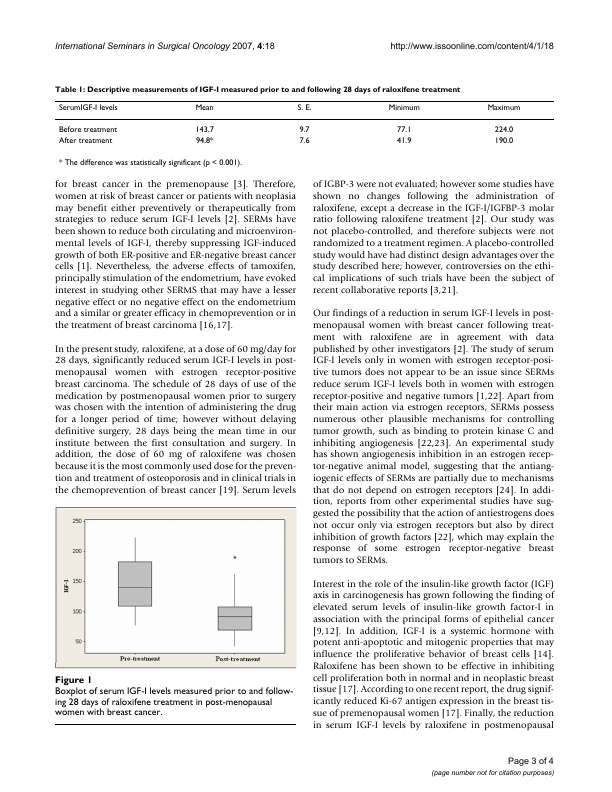 International Seminars in Surgical Oncology 2007, 4:18
http://www.issoonline.com/content/4/1/18
Table 1: Descriptive measurements of IGF-I measured prior to and following 28 days of raloxifene treatment
SerumIGF-I levels Mean S. E. Minimum Maximum
Before treatment 143.7 9.7 77.1 224.0
After treatment 94.8* 7.6 41.9 190.0
* The difference was statistically significant (p < 0.001).
for breast cancer in the premenopause [3]. Therefore,
women at risk of breast cancer or patients with neoplasia
may benefit either preventively or therapeutically from
strategies to reduce serum IGF-I levels [2]. SERMs have
been shown to reduce both circulating and microenviron-
mental levels of IGF-I, thereby suppressing IGF-induced
growth of both ER-positive and ER-negative breast cancer
cells [1]. Nevertheless, the adverse effects of tamoxifen,
principally stimulation of the endometrium, have evoked
interest in studying other SERMS that may have a lesser
negative effect or no negative effect on the endometrium
and a similar or greater efficacy in chemoprevention or in
the treatment of breast carcinoma [16,17].
In the present study, raloxifene, at a dose of 60 mg/day for
28 days, significantly reduced serum IGF-I levels in post-
menopausal women with estrogen receptor-positive
breast carcinoma. The schedule of 28 days of use of the
medication by postmenopausal women prior to surgery
was chosen with the intention of administering the drug
for a longer period of time; however without delaying
definitive surgery, 28 days being the mean time in our
institute between the first consultation and surgery. In
addition, the dose of 60 mg of raloxifene was chosen
because it is the most commonly used dose for the preven-
tion and treatment of osteoporosis and in clinical trials in
the chemoprevention of breast cancer [19]. Serum levels
250
200
150
100
50
IGF-I
*
Pre-treatment Post-treatment
Figure 1
Boxplot of serum IGF-I levels measured prior to and follow-
ing 28 days of raloxifene treatment in post-menopausal
women with breast cancer.
of IGBP-3 were not evaluated; however some studies have
shown no changes following the administration of
raloxifene, except a decrease in the IGF-I/IGFBP-3 molar
ratio following raloxifene treatment [2]. Our study was
not placebo-controlled, and therefore subjects were not
randomized to a treatment regimen. A placebo-controlled
study would have had distinct design advantages over the
study described here; however, controversies on the ethi-
cal implications of such trials have been the subject of
recent collaborative reports [3,21].
Our findings of a reduction in serum IGF-I levels in post-
menopausal women with breast cancer following treat-
ment with raloxifene are in agreement with data
published by other investigators [2]. The study of serum
IGF-I levels only in women with estrogen receptor-posi-
tive tumors does not appear to be an issue since SERMs
reduce serum IGF-I levels both in women with estrogen
receptor-positive and negative tumors [1,22]. Apart from
their main action via estrogen receptors, SERMs possess
numerous other plausible mechanisms for controlling
tumor growth, such as binding to protein kinase C and
inhibiting angiogenesis [22,23]. An experimental study
has shown angiogenesis inhibition in an estrogen recep-
tor-negative animal model, suggesting that the antiang-
iogenic effects of SERMs are partially due to mechanisms
that do not depend on estrogen receptors [24]. In addi-
tion, reports from other experimental studies have sug-
gested the possibility that the action of antiestrogens does
not occur only via estrogen receptors but also by direct
inhibition of growth factors [22], which may explain the
response of some estrogen receptor-negative breast
tumors to SERMs.
Interest in the role of the insulin-like growth factor (IGF)
axis in carcinogenesis has grown following the finding of
elevated serum levels of insulin-like growth factor-I in
association with the principal forms of epithelial cancer
[9,12]. In addition, IGF-I is a systemic hormone with
potent anti-apoptotic and mitogenic properties that may
influence the proliferative behavior of breast cells [14].
Raloxifene has been shown to be effective in inhibiting
cell proliferation both in normal and in neoplastic breast
tissue [17]. According to one recent report, the drug signif-
icantly reduced Ki-67 antigen expression in the breast tis-
sue of premenopausal women [17]. Finally, the reduction
in serum IGF-I levels by raloxifene in postmenopausal
Page 3 of 4
(page number not for citation purposes)